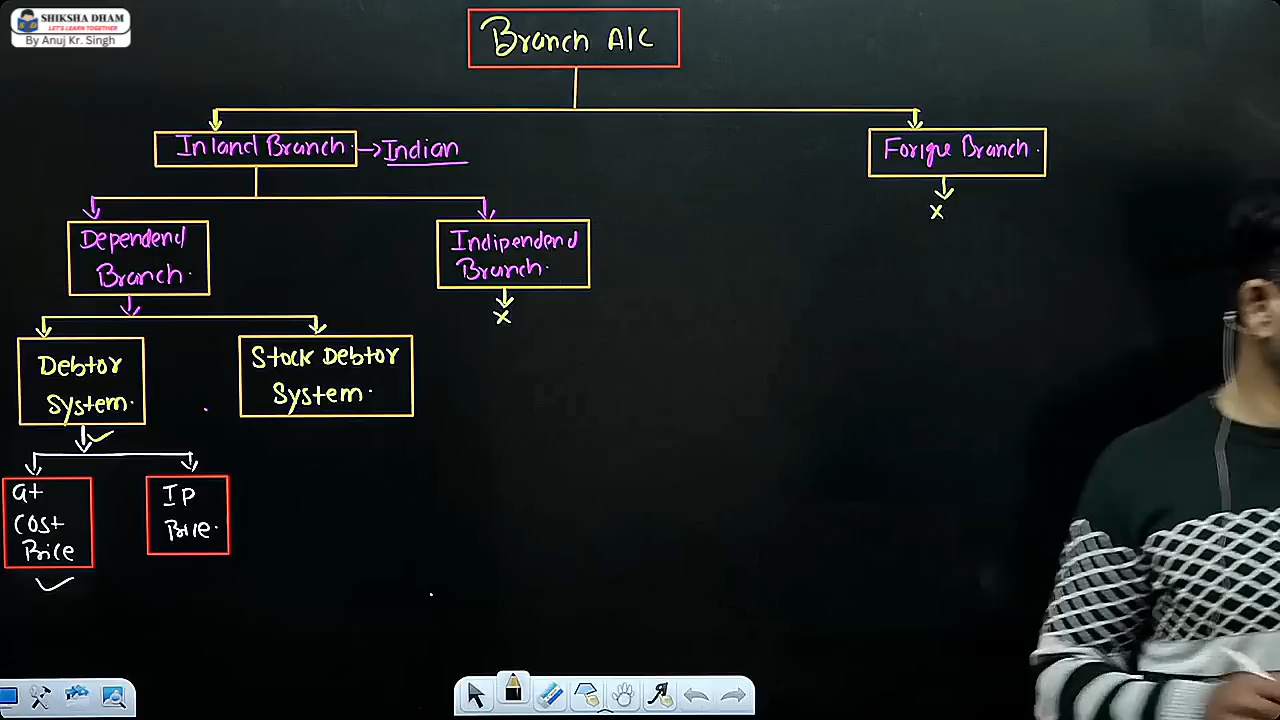 SHIKSHA DHAM
LET'S LEARN TOGETHER
By Anuj Kr. Singh
Branch A/C
Inland Branch. → Indian
Forigue Branch.
x
Dependend
Branch.
Indipendend
Branch.
x
Debtor
System.
Stock Debtor
System.
at
Cost
Price
IP
Price.